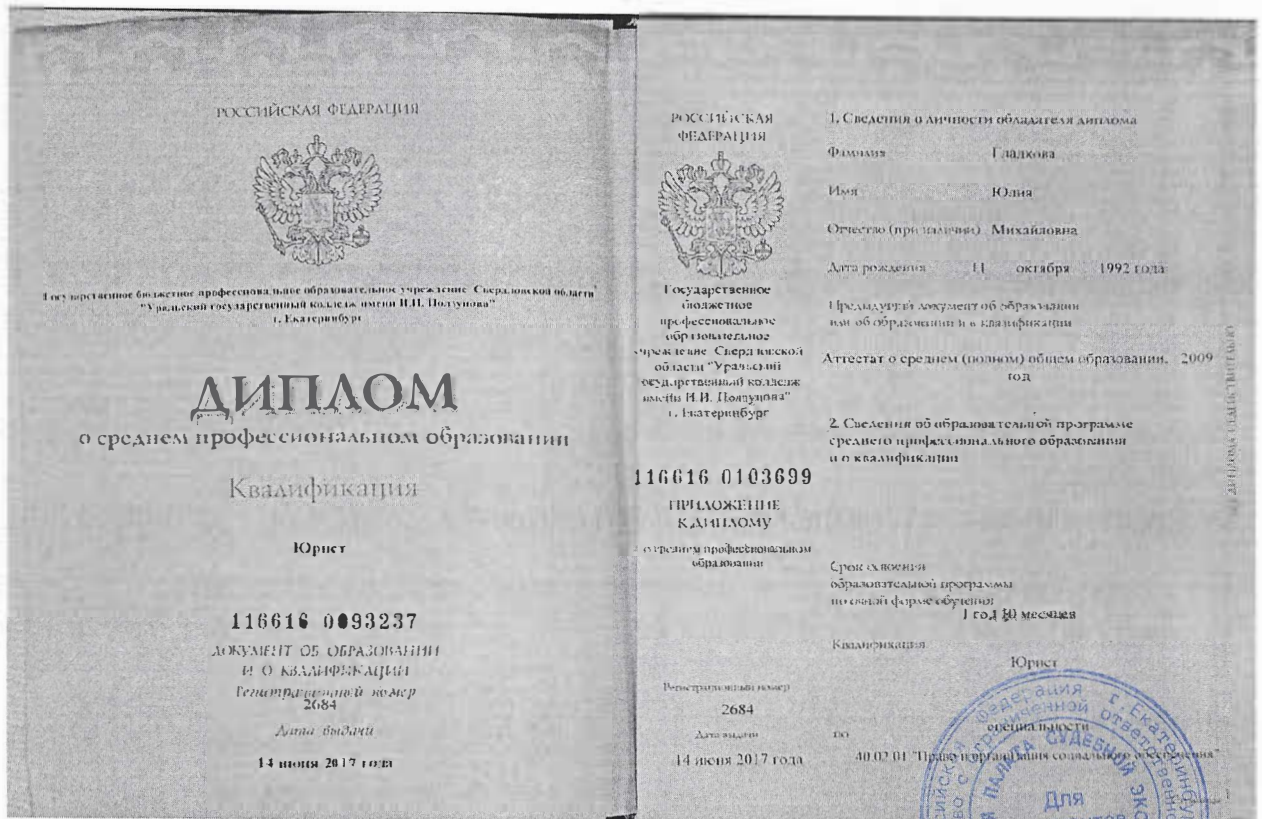 РОССИЙСКАЯ ФЕДЕРАЦИЯ
Государственное бюджетное профессиональное образовательное учреждение Свердловской области
"Уральский государственный колледж имени И.И. Ползунова"
г. Екатеринбург
ДИПЛОМ
о среднем профессиональном образовании
Квалификация
Юрист
116616 0093237
ДОКУМЕНТ ОБ ОБРАЗОВАНИИ
И О КВАЛИФИКАЦИИ
Регистрационный номер
2684
Дата выдачи
14 июня 2017 года
РОССИЙСКАЯ
ФЕДЕРАЦИЯ
Государственное
бюджетное
профессиональное
образовательное
учреждение Свердловской
области "Уральский
государственный колледж
имени И.И. Ползунова"
г. Екатеринбург
116616 0103699
ПРИЛОЖЕНИЕ
К ДИПЛОМУ
о среднем профессиональном
образовании
Регистрационный номер
2684
Дата выдачи
14 июня 2017 года
1. Сведения о личности обладателя диплома
Фамилия Гладкова
Имя Юлия
Отчество (при наличии) Михайловна
Дата рождения 11 октября 1992 года
Предыдущий документ об образовании
или об образовании и о квалификации
Аттестат о среднем (полном) общем образовании, 2009
год
2. Сведения об образовательной программе
среднего профессионального образования
и о квалификации
Срок освоения
образовательной программы
по очной форме обучения
1 год 10 месяцев
Квалификация
Юрист
по специальности
40.02.01 "Право и организация социального обеспечения"
ДИПЛОМА НЕДЕЙСТВИТЕЛЬНО
Федерация г. Екатеринбург
ПАЛАТА СУДЕБНОЙ
Для